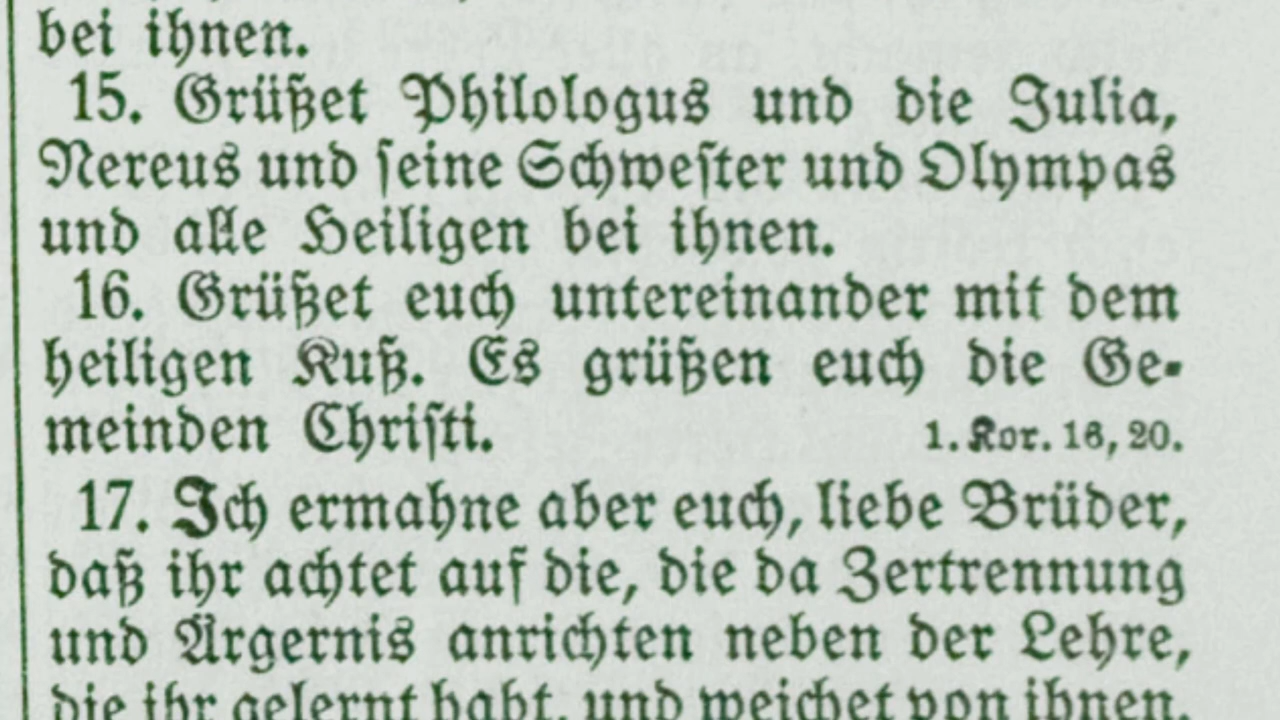 bei ihnen.
15. Grüßet Philologus und die Julia,
Nereus und seine Schwester und Olympas
und alle Heiligen bei ihnen.
16. Grüßet euch untereinander mit dem
heiligen Kuß. Es grüßen euch die Ge-
meinden Christi. 1. Kor. 16, 20.
17. Ich ermahne aber euch, liebe Brüder,
daß ihr achtet auf die, die da Zertrennung
und Ärgernis anrichten neben der Lehre,
die ihr gelernt habt, und weichet von ihnen.